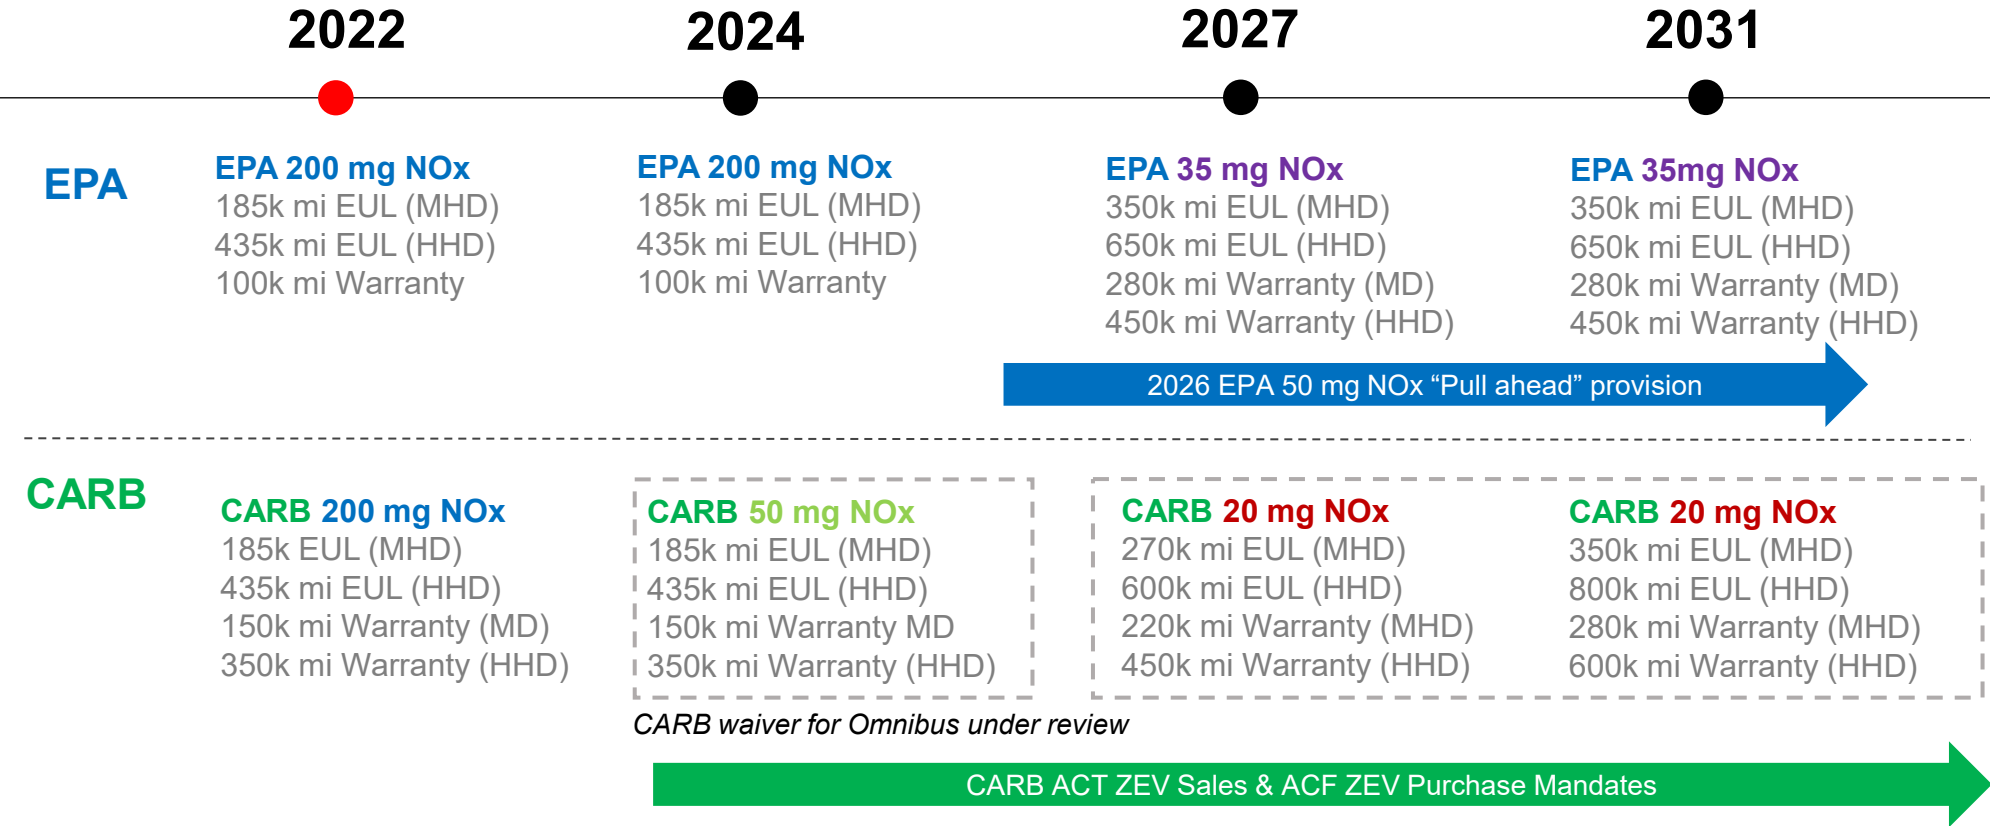 2022
2024
2027
2031
EPA
EPA 200 mg NOx
185k mi EUL (MHD)
435k mi EUL (HHD)
100k mi Warranty
EPA 200 mg NOx
185k mi EUL (MHD)
435k mi EUL (HHD)
100k mi Warranty
EPA 35 mg NOx
350k mi EUL (MHD)
650k mi EUL (HHD)
280k mi Warranty (MD)
450k mi Warranty (HHD)
EPA 35mg NOx
350k mi EUL (MHD)
650k mi EUL (HHD)
280k mi Warranty (MD)
450k mi Warranty (HHD)
2026 EPA 50 mg NOx “Pull ahead” provision
CARB
CARB 200 mg NOx
185k EUL (MHD)
435k mi EUL (HHD)
150k mi Warranty (MD)
350k mi Warranty (HHD)
CARB 50 mg NOx
185k mi EUL (MHD)
435k mi EUL (HHD)
150k mi Warranty MD
350k mi Warranty (HHD)
CARB 20 mg NOx
270k mi EUL (MHD)
600k mi EUL (HHD)
220k mi Warranty (MHD)
450k mi Warranty (HHD)
CARB 20 mg NOx
350k mi EUL (MHD)
800k mi EUL (HHD)
280k mi Warranty (MHD)
600k mi Warranty (HHD)
CARB waiver for Omnibus under review
CARB ACT ZEV Sales & ACF ZEV Purchase Mandates